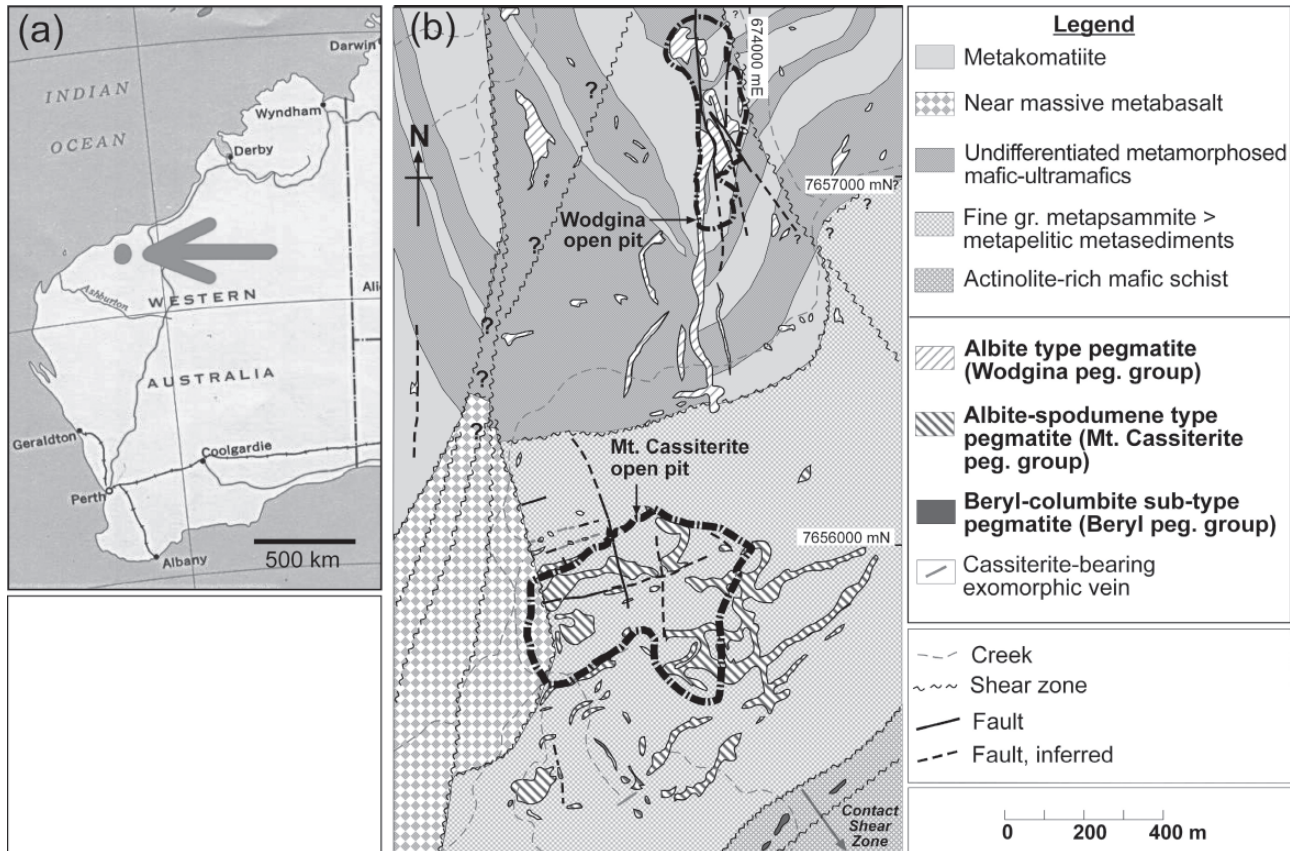 (a)
Darwin
INDIAN
OCEAN
Wyndham
Derby
Ashburton
WESTERN
Ali
AUSTRALIA
Geraldton
Coolgardie
Perth
Albany
500 km
(b)
674000 mE
?
?
N
7657000 mN?
?
Wodgina
open pit
?
?
?
?
?
?
Mt. Cassiterite
open pit
7656000 mN
Contact
Shear
Zone
Legend
Metakomatiite
Near massive metabasalt
Undifferentiated metamorphosed
mafic-ultramafics
Fine gr. metapsammite >
metapelitic metasediments
Actinolite-rich mafic schist
Albite type pegmatite
(Wodgina peg. group)
Albite-spodumene type
pegmatite (Mt. Cassiterite
peg. group)
Beryl-columbite sub-type
pegmatite (Beryl peg. group)
Cassiterite-bearing
exomorphic vein
Creek
Shear zone
Fault
Fault, inferred
0 200 400 m